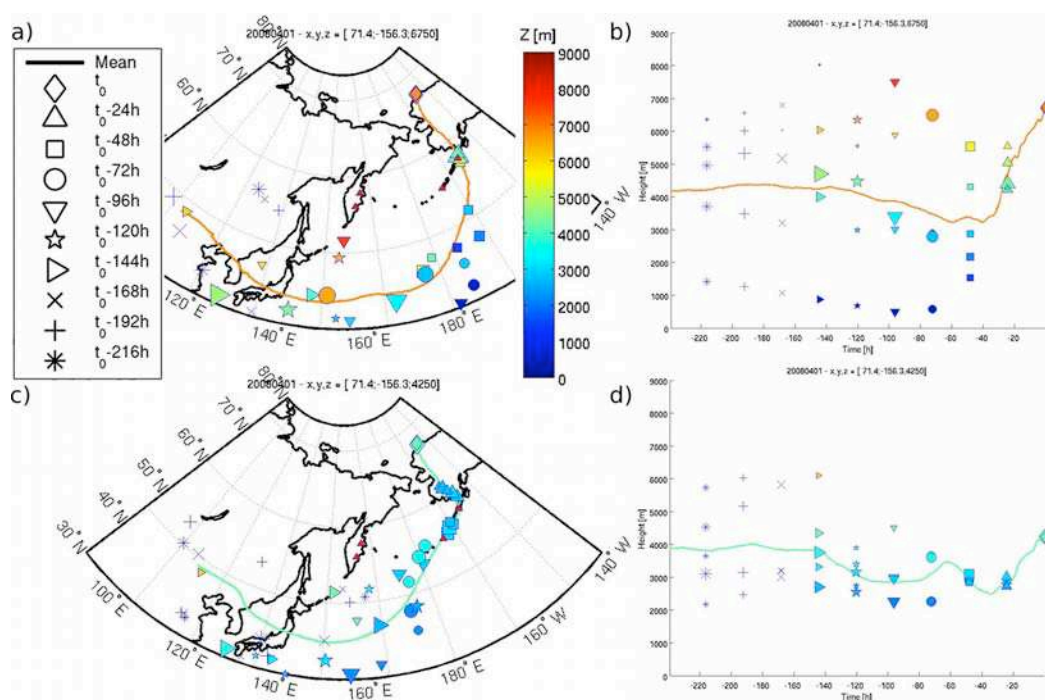 a)
20080401 - x,y,z = [ 71.4;-156.3;6750]
Z [m]
b)
20080401 - x,y,z = [ 71.4;-156.3;6750]
Mean
t0
t0-24h
t0-48h
t0-72h
t0-96h
t0-120h
t0-144h
t0-168h
t0-192h
t0-216h
80°N
70°N
60°N
120°E
140°E
160°E
180°E
140°W
9000
8000
7000
6000
5000
4000
3000
2000
1000
0
Height [m]
9000
8000
7000
6000
5000
4000
3000
2000
1000
0
-220 -200 -180 -160 -140 -120 -100 -80 -60 -40 -20
Time [h]
c)
20080401 - x,y,z = [ 71.4;-156.3;4250]
80°N
70°N
60°N
50°N
40°N
30°N
100°E
120°E
140°E
160°E
180°E
160°W
140°W
d)
20080401 - x,y,z = [ 71.4;-156.3;4250]
Height [m]
9000
8000
7000
6000
5000
4000
3000
2000
1000
0
-220 -200 -180 -160 -140 -120 -100 -80 -60 -40 -20
Time [h]